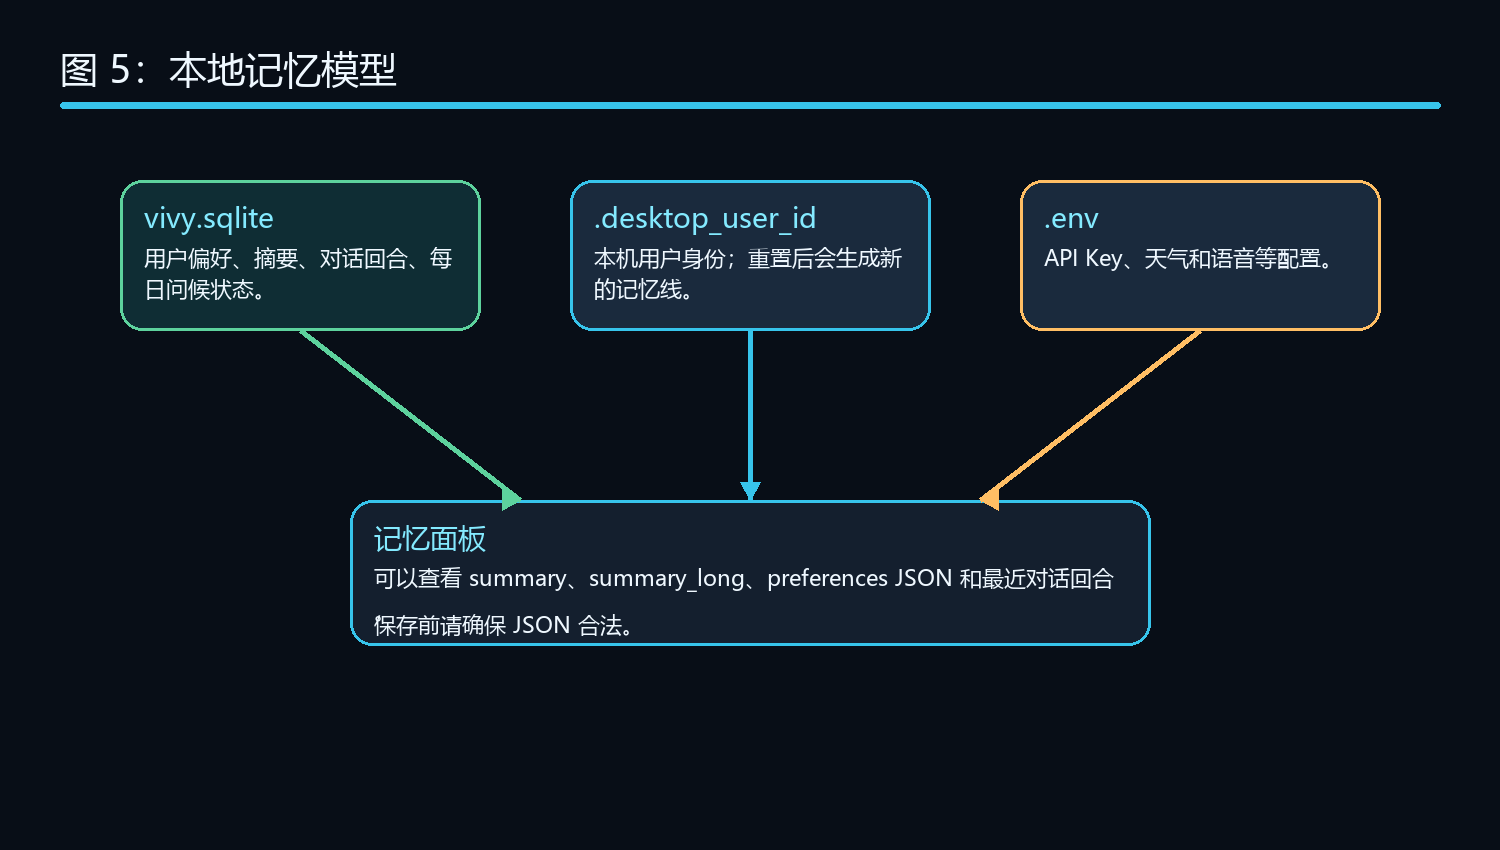 图 5：本地记忆模型
vivy.sqlite
用户偏好、摘要、对话回合、每
日问候状态。
.desktop_user_id
本机用户身份；重置后会生成新
的记忆线。
.env
API Key、天气和语音等配置。
记忆面板
可以查看 summary、summary_long、preferences JSON 和最近对话回合
保存前请确保 JSON 合法。